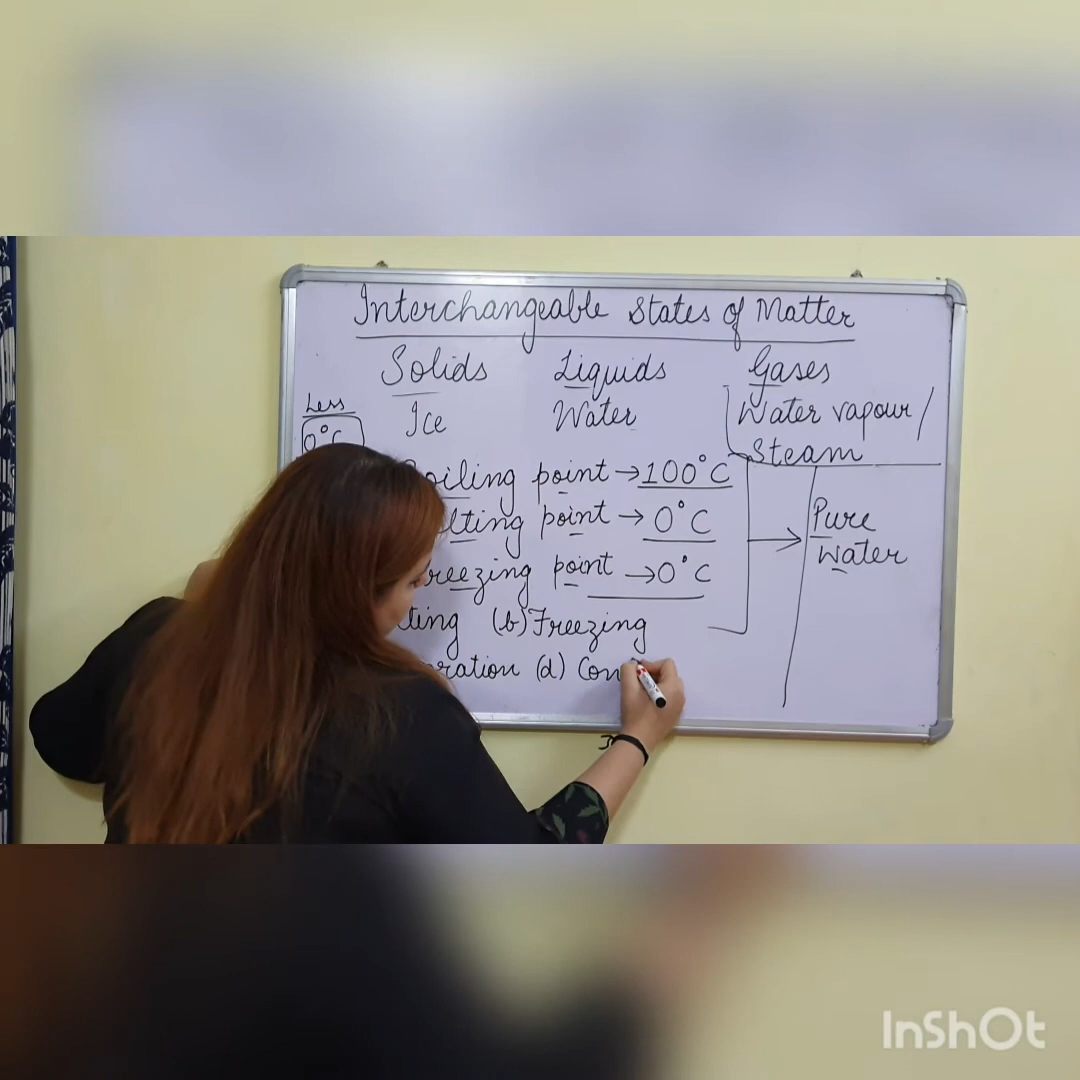 Interchangeable States of Matter
Solids Liquids Gases
Less
0°C
Ice Water Water vapour/
Steam
oiling point → 100°C
lting point → 0°C
Pure
Water
reezing point → 0°C
ting (b) Freezing
oration (d) Con
InShOt